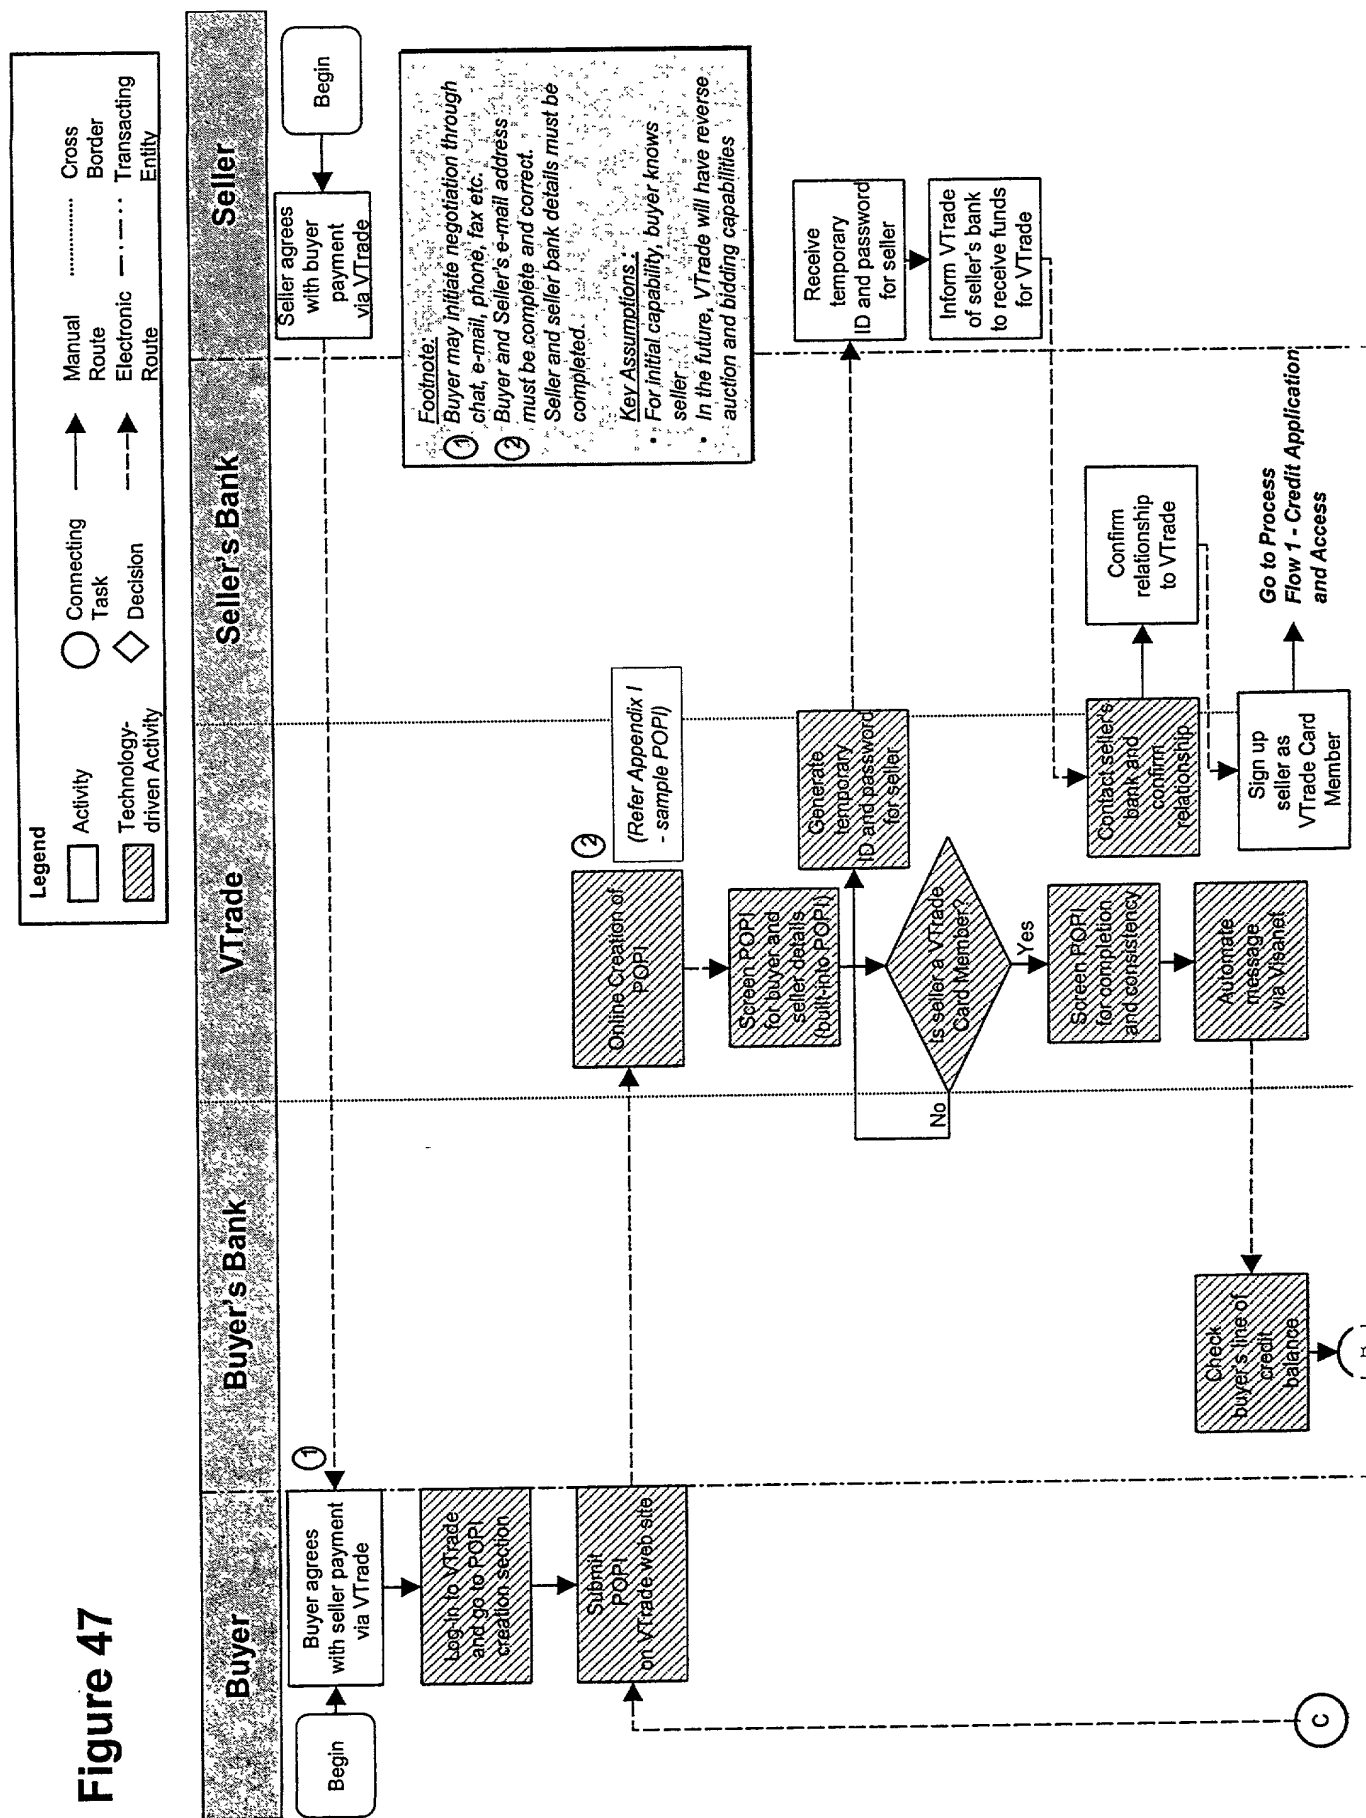 Figure 47
Legend
Activity
Technology-
driven Activity
Connecting
Task
Decision
Manual
Route
Electronic
Route
Cross
Border
Transacting
Entity
Buyer
Buyer's Bank
VTrade
Seller's Bank
Seller
Begin
Buyer agrees
with seller payment
via VTrade
1
Seller agrees
with buyer
payment
via VTrade
Begin
Log-in to VTrade
and go to POPI
creation section
Submit
POPI
on VTrade web site
Online Creation of
POPI
2
(Refer Appendix I
- sample POPI)
Footnote:
1 Buyer may initiate negotiation through
chat, e-mail, phone, fax etc.
2 Buyer and Seller's e-mail address
must be complete and correct.
Seller and seller bank details must be
completed.
Key Assumptions :
• For initial capability, buyer knows
seller
• In the future, VTrade will have reverse
auction and bidding capabilities
Screen POPI
for buyer and
seller details
(built-into POPI)
Generate
temporary
ID and password
for seller
Receive
temporary
ID and password
for seller
Is seller a VTrade
Card Member?
No
Yes
Inform VTrade
of seller's bank
to receive funds
for VTrade
Screen POPI
for completion
and consistency
Contact seller's
bank and
confirm
relationship
Confirm
relationship
to VTrade
Automate
message
via Visanet
Sign up
seller as
VTrade Card
Member
Go to Process
Flow 1 - Credit Application
and Access
Check
buyer's line of
credit
balance
C